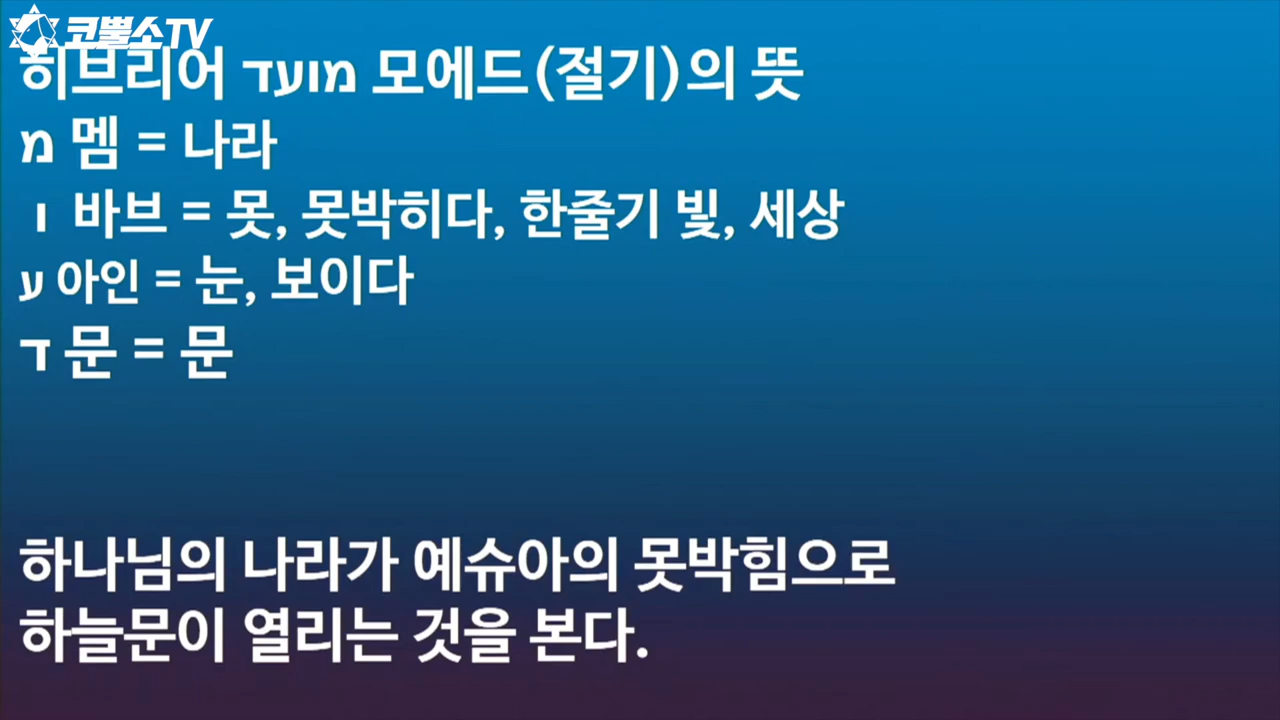 코뿔소TV
히브리어 מועד 모에드(절기)의 뜻
מ 멤 = 나라
ו 바브 = 못, 못박히다, 한줄기 빛, 세상
ע 아인 = 눈, 보이다
ד 문 = 문
하나님의 나라가 예슈아의 못박힘으로
하늘문이 열리는 것을 본다.